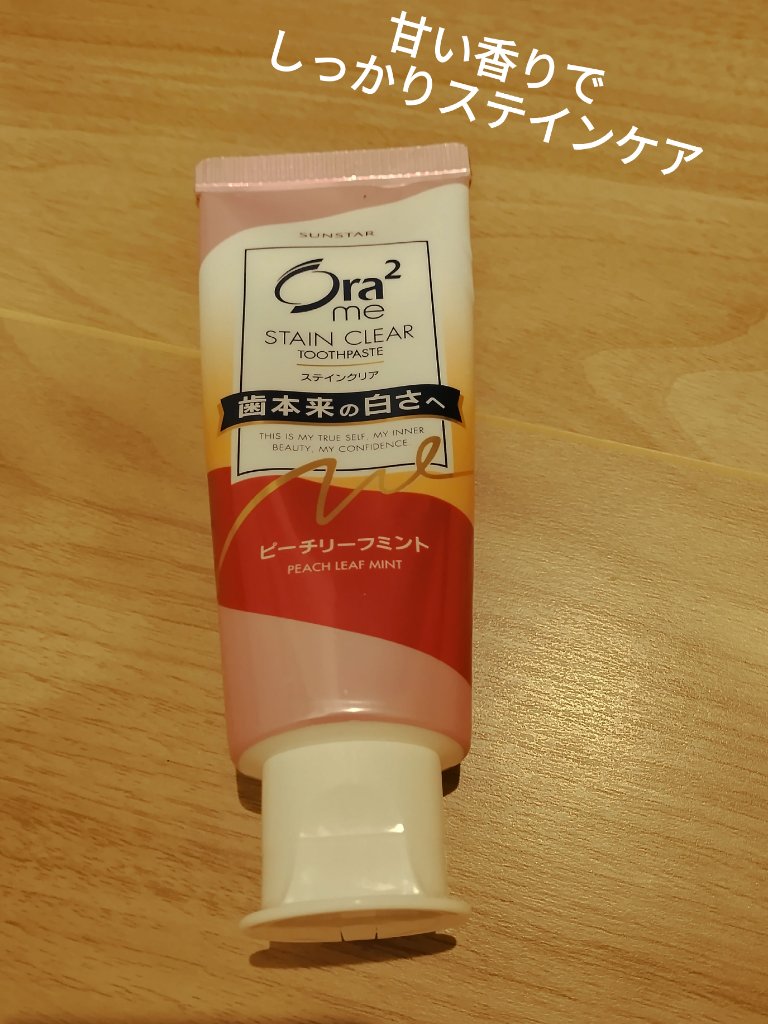 甘い香りで
しっかりステインケア
SUNSTAR
Ora²
me
STAIN CLEAR
TOOTHPASTE
ステインクリア
歯本来の白さへ
THIS IS MY TRUE SELF, MY INNER
BEAUTY, MY CONFIDENCE
me
ピーチリーフミント
PEACH LEAF MINT